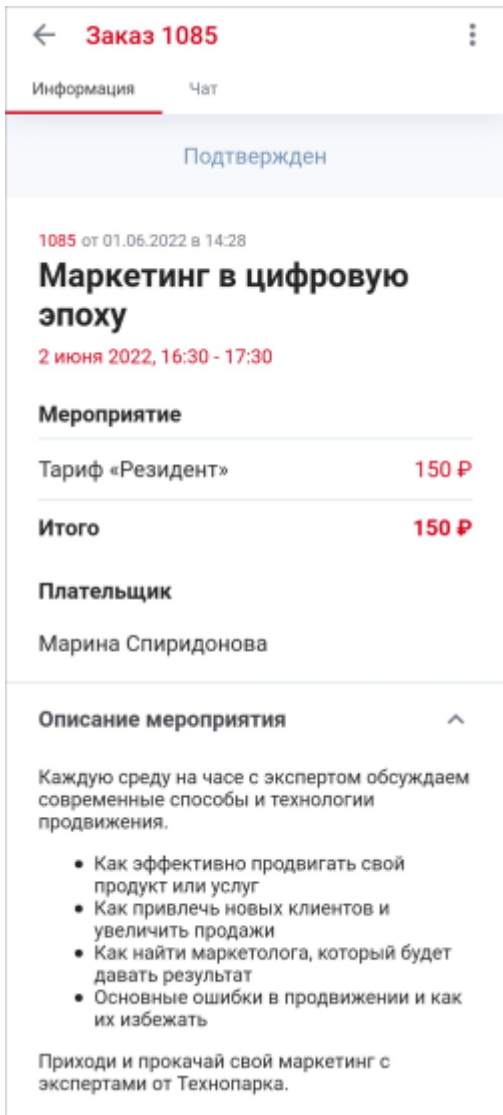 Заказ 1085
Информация Чат
Подтвержден
1085 от 01.06.2022 в 14:28
Маркетинг в цифровую
эпоху
2 июня 2022, 16:30 - 17:30
Мероприятие
Тариф «Резидент» 150 ₽
Итого 150 ₽
Плательщик
Марина Спиридонова
Описание мероприятия
Каждую среду на часе с экспертом обсуждаем
современные способы и технологии
продвижения.
• Как эффективно продвигать свой
продукт или услуг
• Как привлечь новых клиентов и
увеличить продажи
• Как найти маркетолога, который будет
давать результат
• Основные ошибки в продвижении и как
их избежать
Приходи и прокачай свой маркетинг с
экспертами от Технопарка.